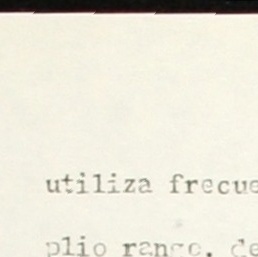 utiliza frecue
plio rango, de